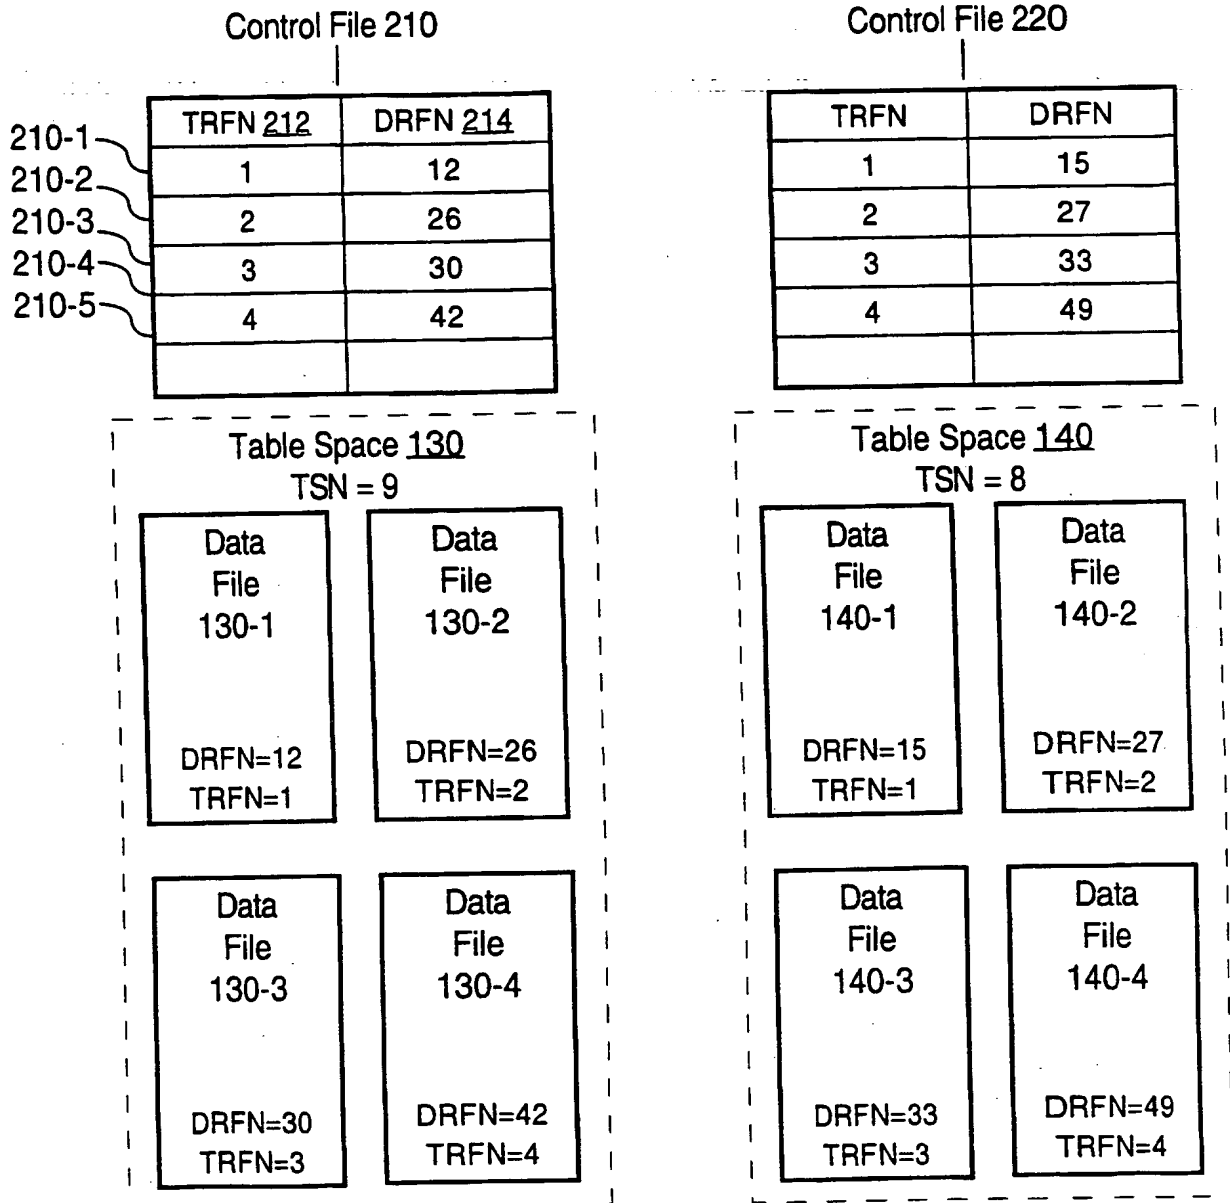 Control File 210
TRFN 212 DRFN 214
210-1
1 12
210-2
2 26
210-3
3 30
210-4
4 42
210-5
Table Space 130
TSN = 9
Data
File
130-1
DRFN=12
TRFN=1
Data
File
130-2
DRFN=26
TRFN=2
Data
File
130-3
DRFN=30
TRFN=3
Data
File
130-4
DRFN=42
TRFN=4
Control File 220
TRFN DRFN
1 15
2 27
3 33
4 49
Table Space 140
TSN = 8
Data
File
140-1
DRFN=15
TRFN=1
Data
File
140-2
DRFN=27
TRFN=2
Data
File
140-3
DRFN=33
TRFN=3
Data
File
140-4
DRFN=49
TRFN=4